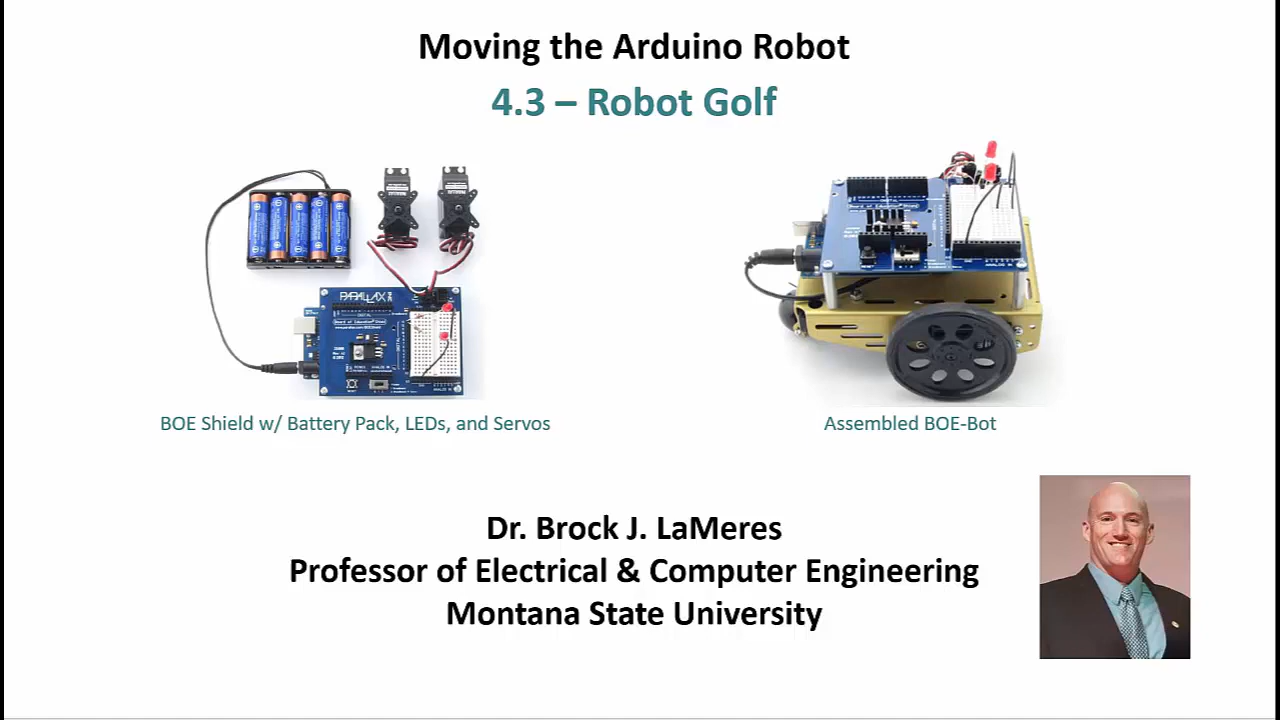 Moving the Arduino Robot
4.3 – Robot Golf
PARALLAX
BOE Shield w/ Battery Pack, LEDs, and Servos
Assembled BOE-Bot
Dr. Brock J. LaMeres
Professor of Electrical & Computer Engineering
Montana State University